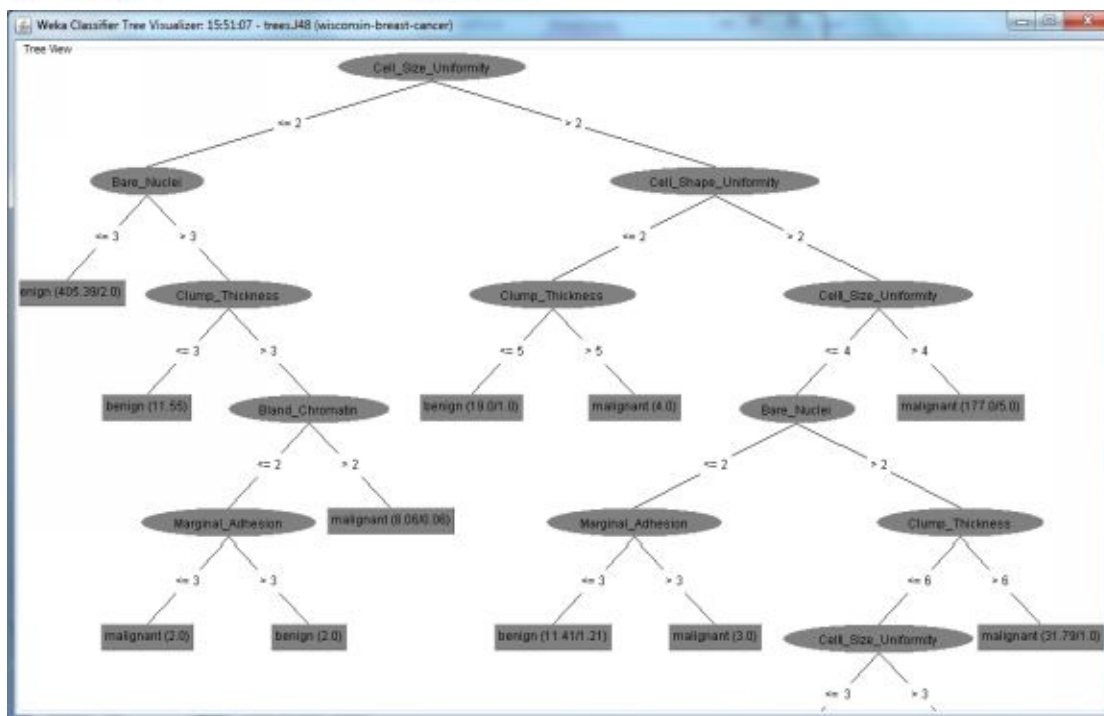 Weka Classifier Tree Visualizer: 15:51:07 - trees.J48 (wisconsin-breast-cancer)
Tree View
Cell_Size_Uniformity
<= 2 > 2
Bare_Nuclei Cell_Shape_Uniformity
<= 3 > 3 <= 2 > 2
enign (405.39/2.0) Clump_Thickness Clump_Thickness Cell_Size_Uniformity
<= 3 > 3 <= 5 > 5 <= 4 > 4
benign (11.55) Bland_Chromatin benign (19.0/1.0) malignant (4.0) Bare_Nuclei malignant (177.0/5.0)
<= 2 > 2 <= 2 > 2
Marginal_Adhesion malignant (8.06/0.06) Marginal_Adhesion Clump_Thickness
<= 3 > 3 <= 3 > 3 <= 6 > 6
malignant (2.0) benign (2.0) benign (11.41/1.21) malignant (3.0) Cell_Size_Uniformity malignant (31.79/1.0)
<= 3 > 3